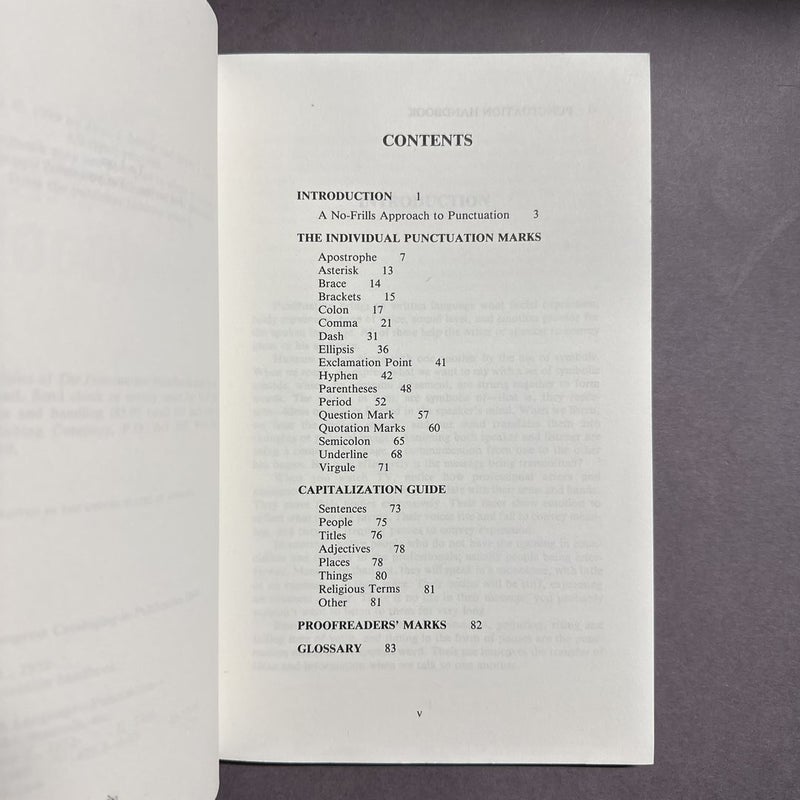 CONTENTS
INTRODUCTION 1
A No-Frills Approach to Punctuation 3
THE INDIVIDUAL PUNCTUATION MARKS
Apostrophe 7
Asterisk 13
Brace 14
Brackets 15
Colon 17
Comma 21
Dash 31
Ellipsis 36
Exclamation Point 41
Hyphen 42
Parentheses 48
Period 52
Question Mark 57
Quotation Marks 60
Semicolon 65
Underline 68
Virgule 71
CAPITALIZATION GUIDE
Sentences 73
People 75
Titles 76
Adjectives 78
Places 78
Things 80
Religious Terms 81
Other 81
PROOFREADERS' MARKS 82
GLOSSARY 83
v